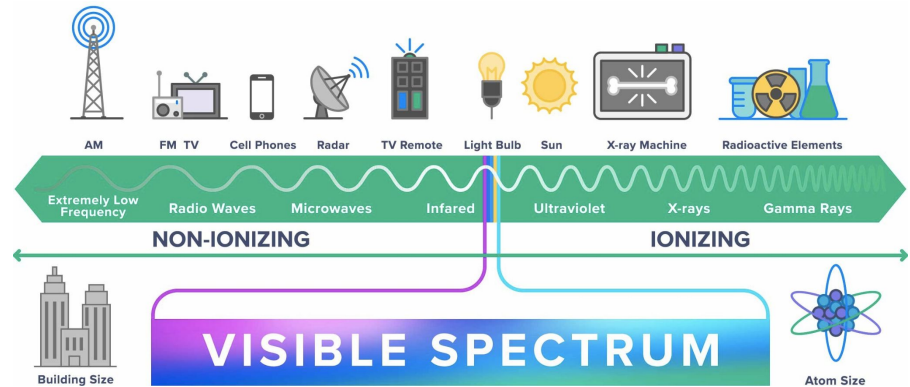 AM
FM TV
Cell Phones
Radar
TV Remote
Light Bulb
Sun
X-ray Machine
Radioactive Elements
Extremely Low
Frequency
Radio Waves
Microwaves
Infared
Ultraviolet
X-rays
Gamma Rays
NON-IONIZING
IONIZING
VISIBLE SPECTRUM
Building Size
Atom Size